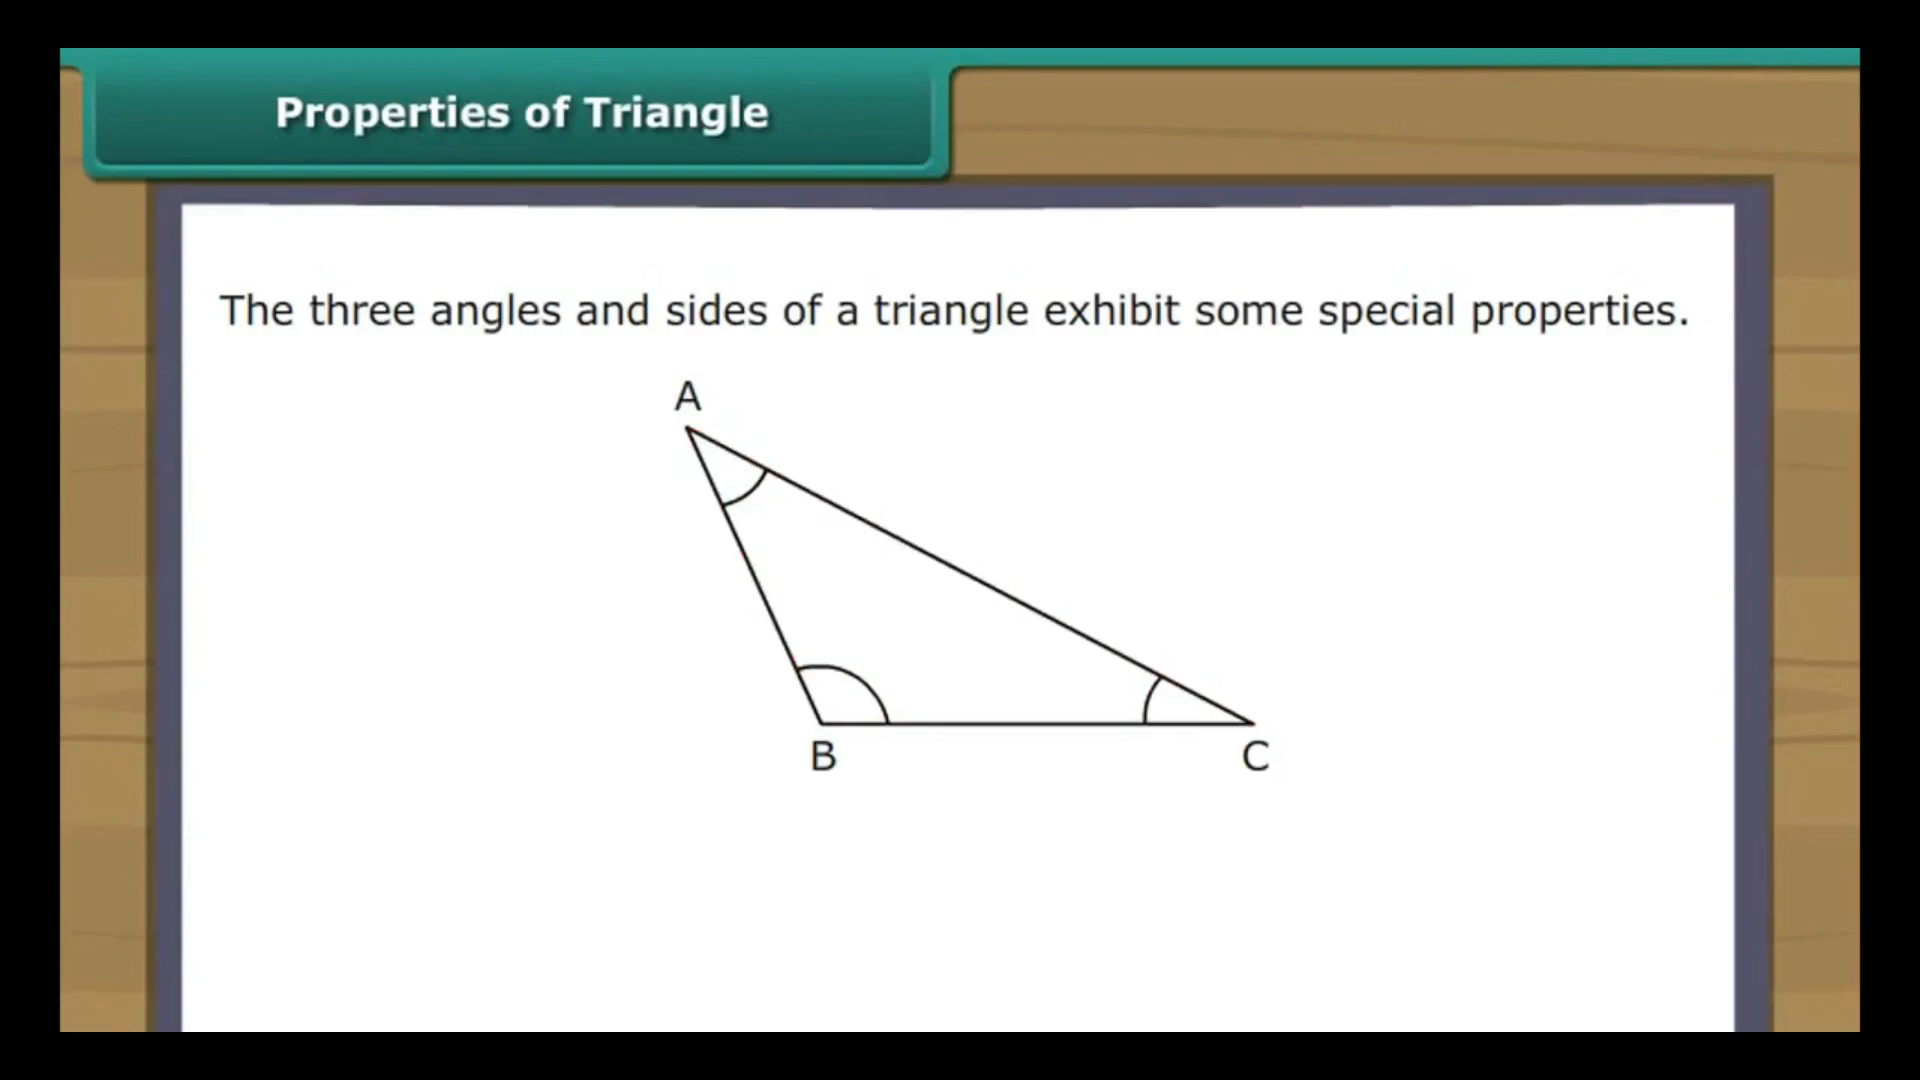 Properties of Triangle
The three angles and sides of a triangle exhibit some special properties.
A
B
C